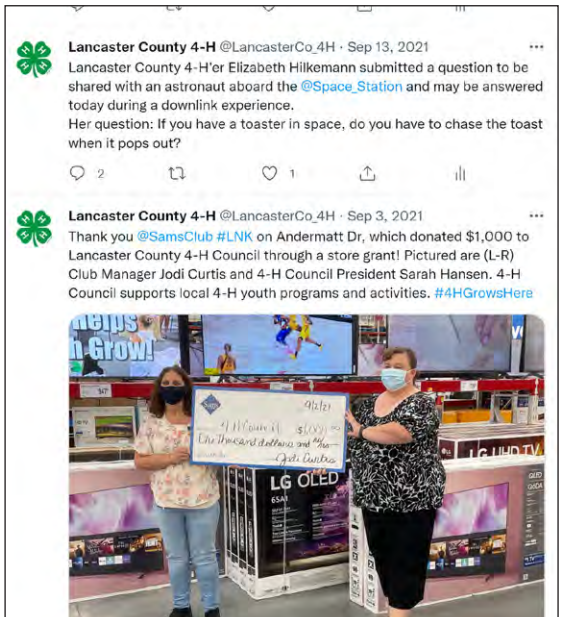 Lancaster County 4-H @LancasterCo_4H · Sep 13, 2021
Lancaster County 4-H'er Elizabeth Hilkemann submitted a question to be
shared with an astronaut aboard the @Space_Station and may be answered
today during a downlink experience.
Her question: If you have a toaster in space, do you have to chase the toast
when it pops out?
2
1
Lancaster County 4-H @LancasterCo_4H · Sep 3, 2021
Thank you @SamsClub #LNK on Andermatt Dr, which donated $1,000 to
Lancaster County 4-H Council through a store grant! Pictured are (L-R)
Club Manager Jodi Curtis and 4-H Council President Sarah Hansen. 4-H
Council supports local 4-H youth programs and activities. #4HGrowsHere
helps
Grow!
9/2/21
4-H Council
One Thousand dollars and
Jodi Curtis
LG OLED
65A1
LG UHD TV
QLED